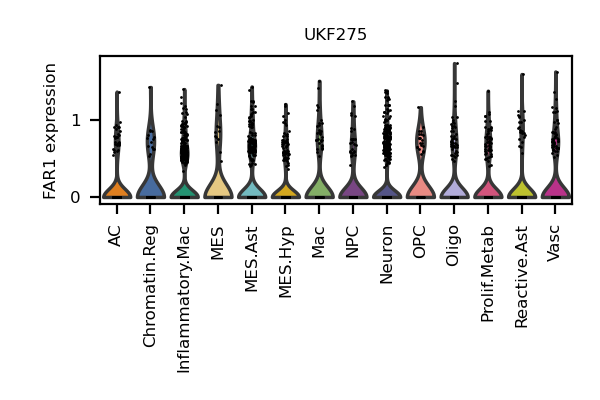 UKF275
FAR1 expression
1
0
AC
Chromatin.Reg
Inflammatory.Mac
MES
MES.Ast
MES.Hyp
Mac
NPC
Neuron
OPC
Oligo
Prolif.Metab
Reactive.Ast
Vasc